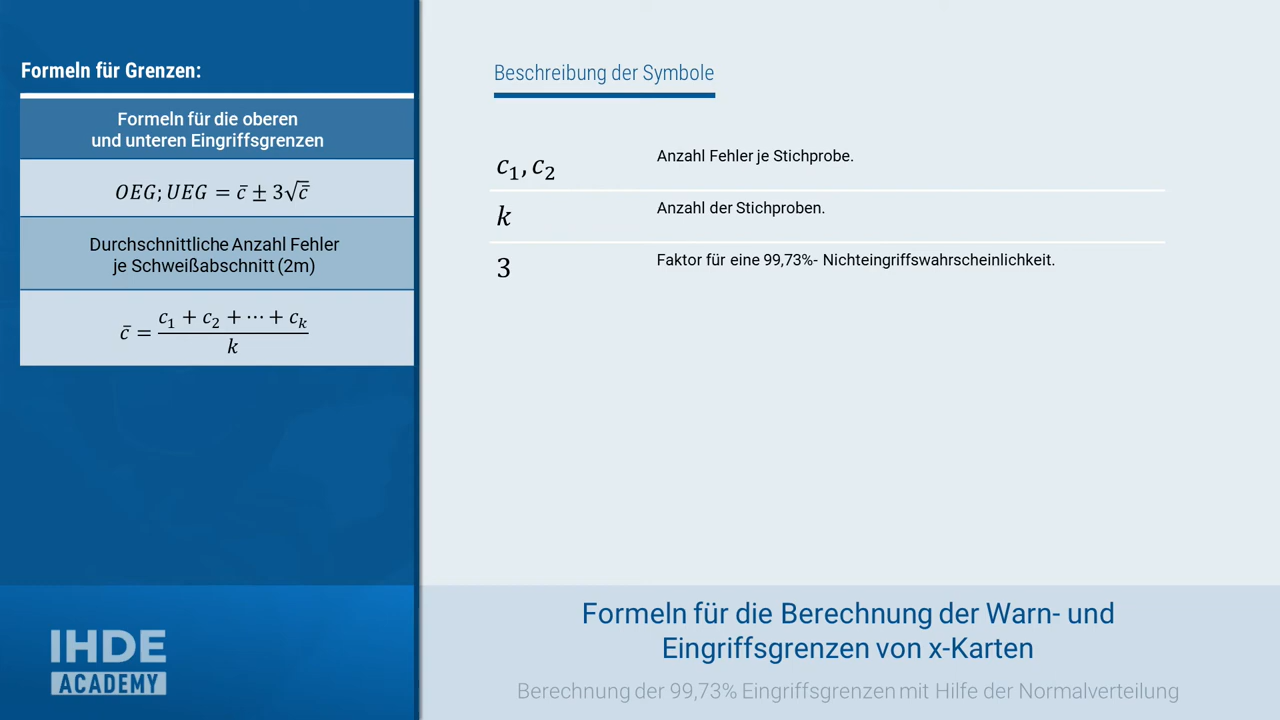 Formeln für Grenzen:
Formeln für die oberen
und unteren Eingriffsgrenzen
OEG; UEG = c̄ ± 3√c̄
Durchschnittliche Anzahl Fehler
je Schweißabschnitt (2m)
c̄ = (c₁ + c₂ + ⋯ + cₖ) / k
Beschreibung der Symbole
c₁, c₂ Anzahl Fehler je Stichprobe.
k Anzahl der Stichproben.
3 Faktor für eine 99,73%- Nichteingriffswahrscheinlichkeit.
IHDE
ACADEMY
Formeln für die Berechnung der Warn- und
Eingriffsgrenzen von x-Karten
Berechnung der 99,73% Eingriffsgrenzen mit Hilfe der Normalverteilung